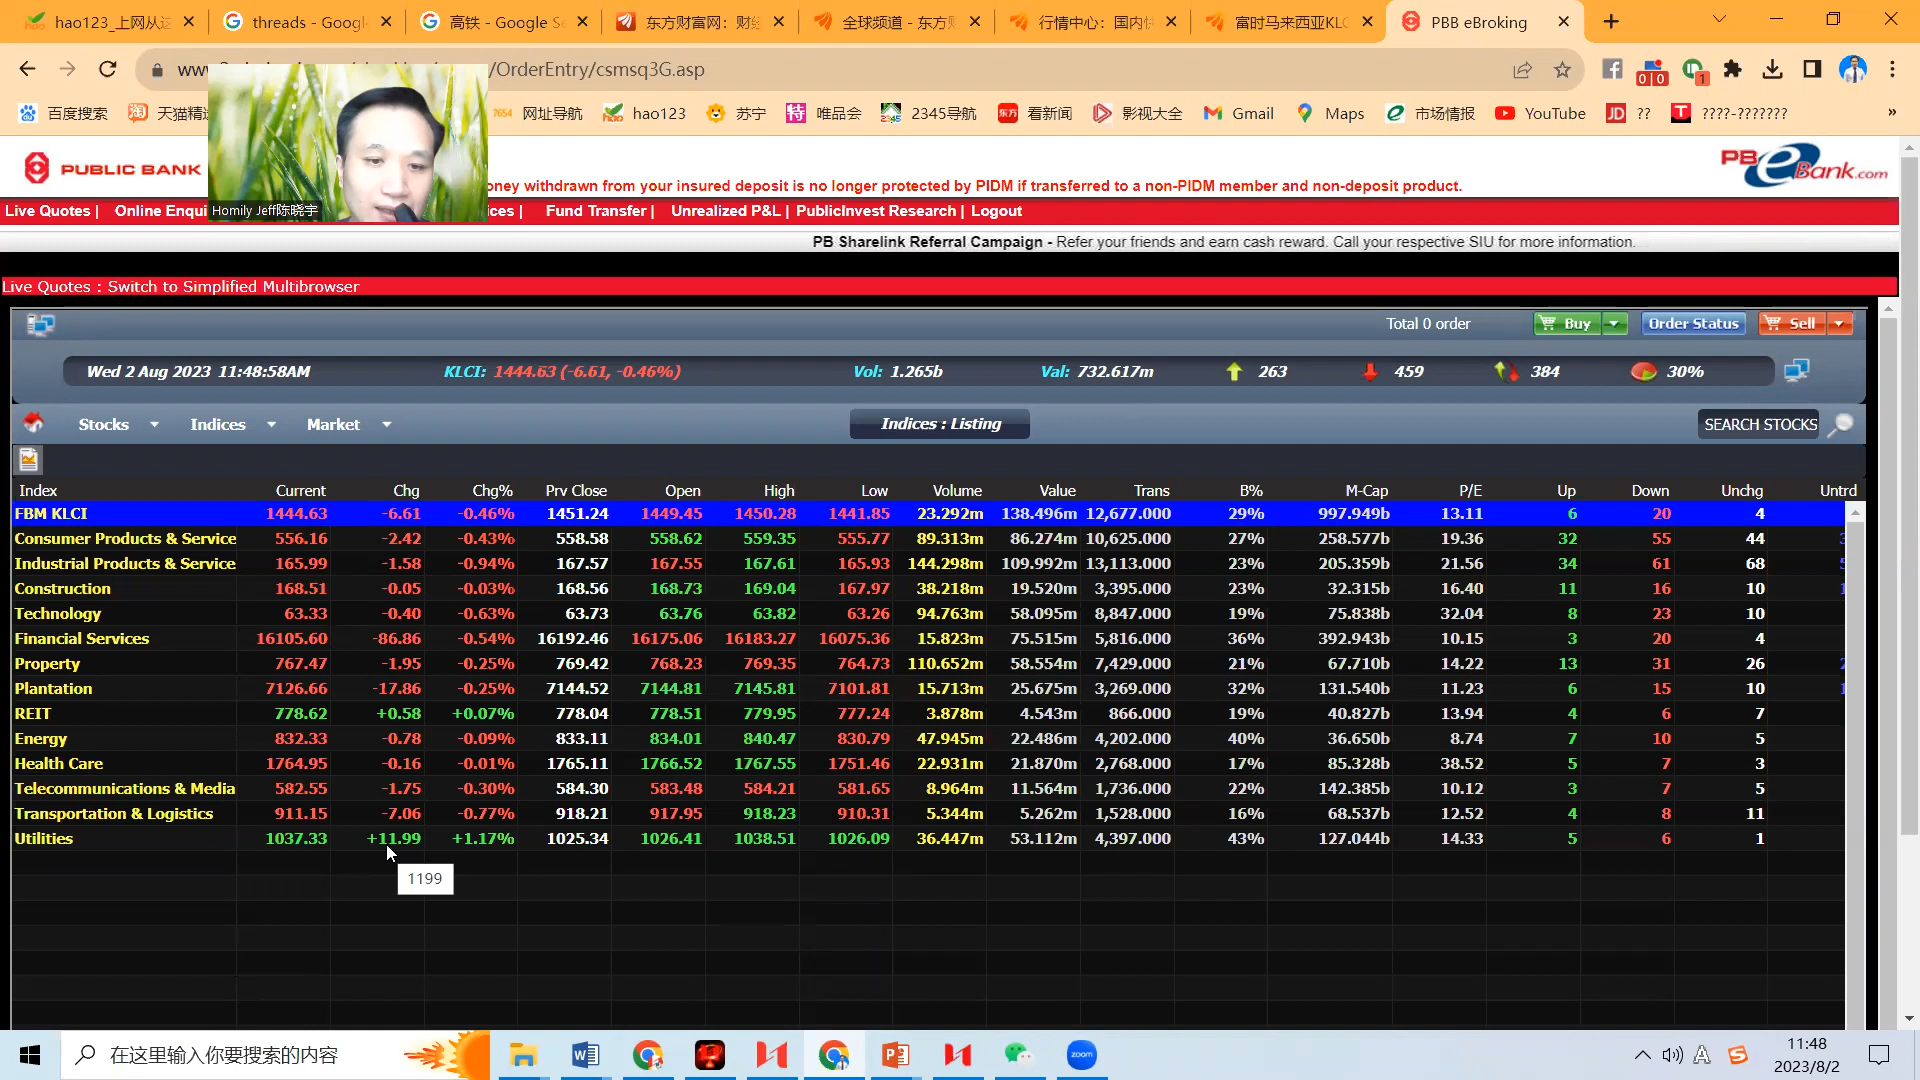 hao123_上网从这
threads - Googl
高铁 - Google Se
东方财富网：财经
全球频道 - 东方财
行情中心：国内快
富时马来西亚KLC
PBB eBroking
/OrderEntry/csmsq3G.asp
百度搜索
天猫精选
网址导航
hao123
苏宁
唯品会
2345导航
看新闻
影视大全
Gmail
Maps
市场情报
YouTube
??
????-???????
»
PUBLIC BANK
oney withdrawn from your insured deposit is no longer protected by PIDM if transferred to a non-PIDM member and non-deposit product.
PBeBank.com
Homily Jeff陈晓宇
Live Quotes | Online Enqui ices | Fund Transfer | Unrealized P&L | PublicInvest Research | Logout
PB Sharelink Referral Campaign - Refer your friends and earn cash reward. Call your respective SIU for more information.
Live Quotes : Switch to Simplified Multibrowser
Total 0 order Buy Order Status Sell
Wed 2 Aug 2023 11:48:58AM KLCI: 1444.63 (-6.61, -0.46%) Vol: 1.265b Val: 732.617m 263 459 384 30%
Stocks Indices Market Indices : Listing SEARCH STOCKS
Index Current Chg Chg% Prv Close Open High Low Volume Value Trans B% M-Cap P/E Up Down Unchg Untrd
FBM KLCI 1444.63 -6.61 -0.46% 1451.24 1449.45 1450.28 1441.85 23.292m 138.496m 12,677.000 29% 997.949b 13.11 6 20 4
Consumer Products & Service 556.16 -2.42 -0.43% 558.58 558.62 559.35 555.77 89.313m 86.274m 10,625.000 27% 258.577b 19.36 32 55 44
Industrial Products & Service 165.99 -1.58 -0.94% 167.57 167.55 167.61 165.93 144.298m 109.992m 13,113.000 23% 205.359b 21.56 34 61 68
Construction 168.51 -0.05 -0.03% 168.56 168.73 169.04 167.97 38.218m 19.520m 3,395.000 23% 32.315b 16.40 11 16 10
Technology 63.33 -0.40 -0.63% 63.73 63.76 63.82 63.26 94.763m 58.095m 8,847.000 19% 75.838b 32.04 8 23 10
Financial Services 16105.60 -86.86 -0.54% 16192.46 16175.06 16183.27 16075.36 15.823m 75.515m 5,816.000 36% 392.943b 10.15 3 20 4
Property 767.47 -1.95 -0.25% 769.42 768.23 769.35 764.73 110.652m 58.554m 7,429.000 21% 67.710b 14.22 13 31 26
Plantation 7126.66 -17.86 -0.25% 7144.52 7144.81 7145.81 7101.81 15.713m 25.675m 3,269.000 32% 131.540b 11.23 6 15 10
REIT 778.62 +0.58 +0.07% 778.04 778.51 779.95 777.24 3.878m 4.543m 866.000 19% 40.827b 13.94 4 6 7
Energy 832.33 -0.78 -0.09% 833.11 834.01 840.47 830.79 47.945m 22.486m 4,202.000 40% 36.650b 8.74 7 10 5
Health Care 1764.95 -0.16 -0.01% 1765.11 1766.52 1767.55 1751.46 22.931m 21.870m 2,768.000 17% 85.328b 38.52 5 7 3
Telecommunications & Media 582.55 -1.75 -0.30% 584.30 583.48 584.21 581.65 8.964m 11.564m 1,736.000 22% 142.385b 10.12 3 7 5
Transportation & Logistics 911.15 -7.06 -0.77% 918.21 917.95 918.23 910.31 5.344m 5.262m 1,528.000 16% 68.537b 12.52 4 8 11
Utilities 1037.33 +11.99 +1.17% 1025.34 1026.41 1038.51 1026.09 36.447m 53.112m 4,397.000 43% 127.044b 14.33 5 6 1
1199
在这里输入你要搜索的内容
zoom
11:48
2023/8/2